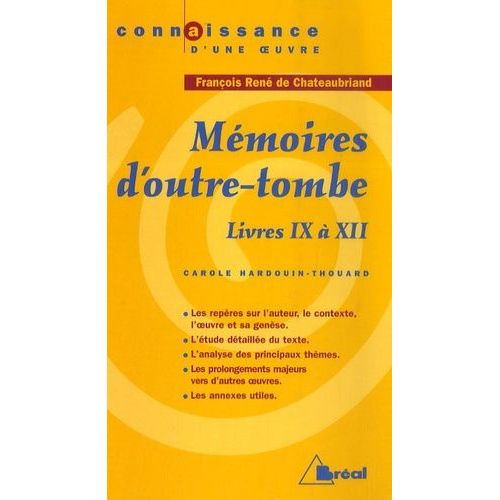 connaissance
D'UNE ŒUVRE
François René de Chateaubriand
Mémoires
d'outre-tombe
Livres IX à XII
CAROLE HARDOUIN-THOUARD
Les repères sur l'auteur, le contexte,
l'œuvre et sa genèse.
L'étude détaillée du texte.
L'analyse des principaux thèmes.
Les prolongements majeurs
vers d'autres œuvres.
Les annexes utiles.
Bréal